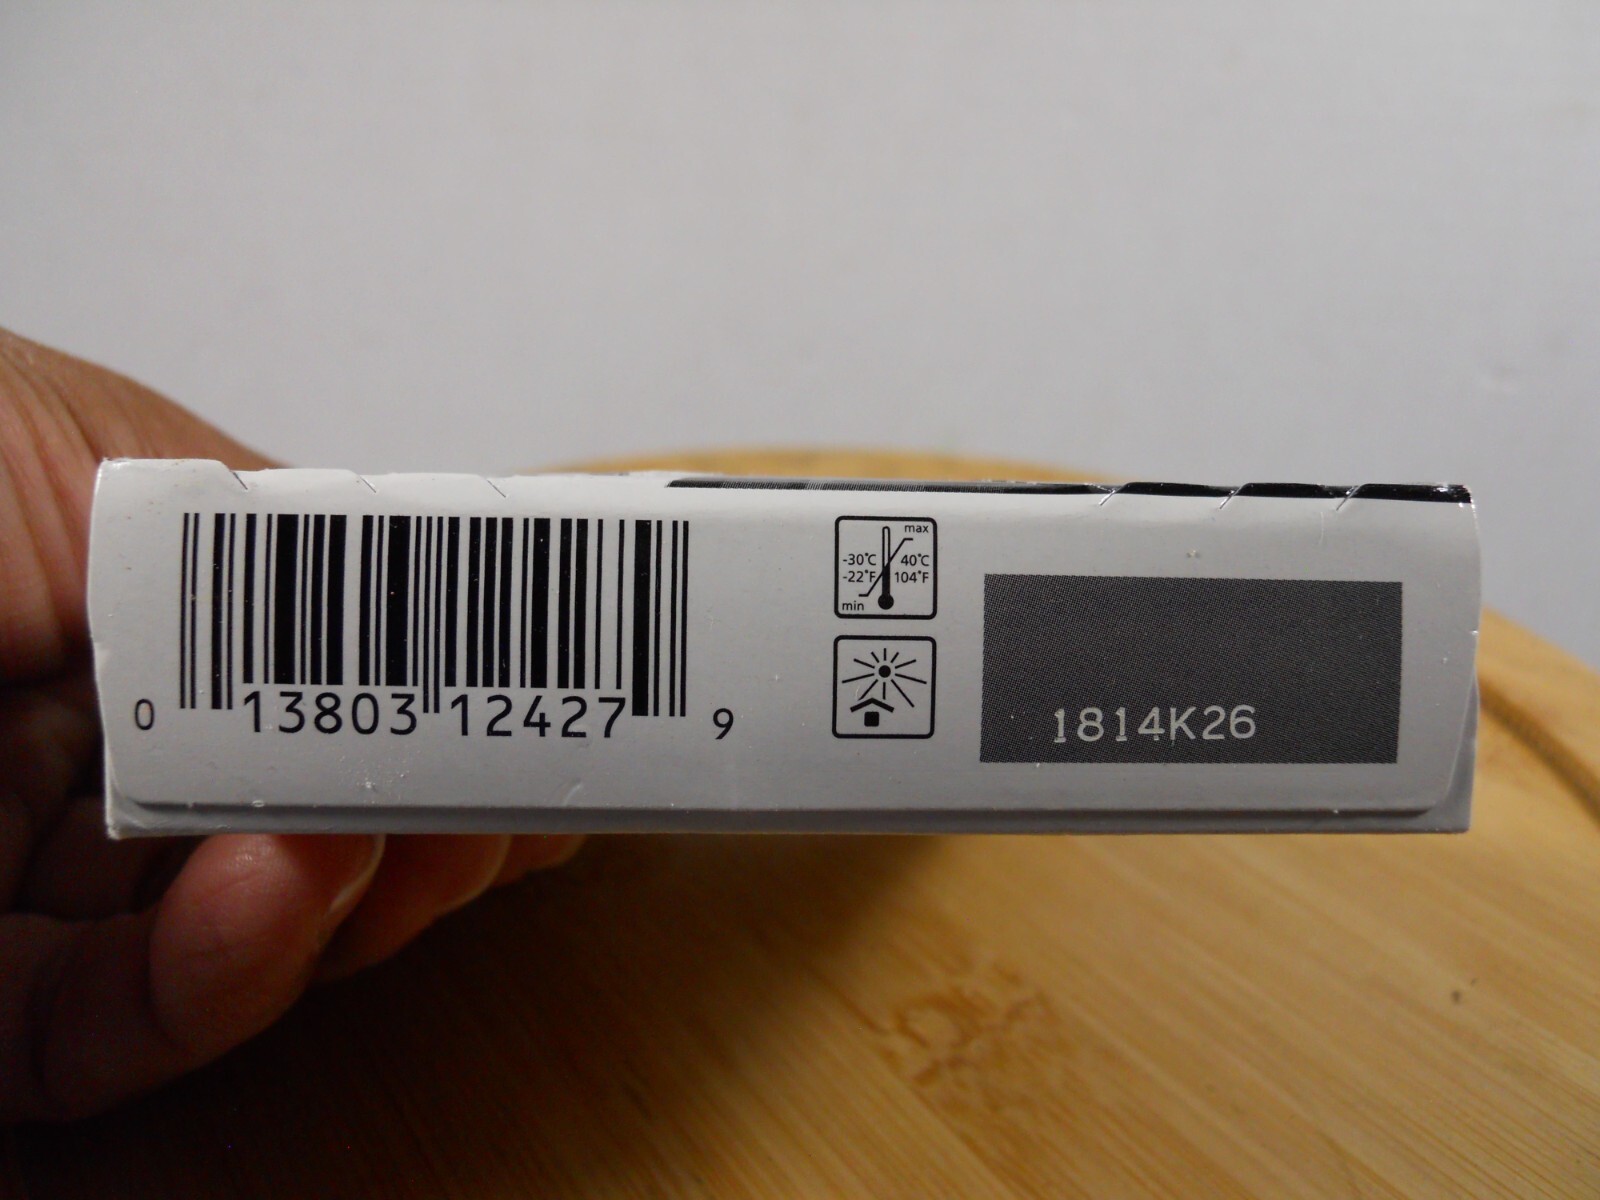 0 13803 12427 9
max
-30°C 40°C
-22°F 104°F
min
1814K26